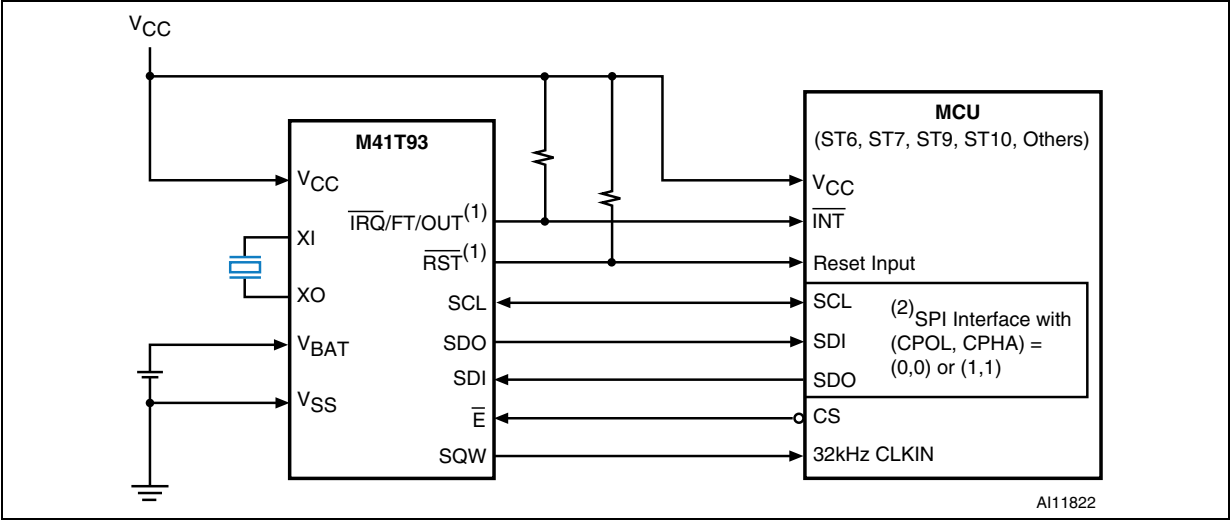 VCC
M41T93
VCC
XI
XO
VBAT
VSS
IRQ/FT/OUT(1)
RST(1)
SCL
SDO
SDI
E
SQW
MCU
(ST6, ST7, ST9, ST10, Others)
VCC
INT
Reset Input
SCL
SDI
SDO
(2)SPI Interface with
(CPOL, CPHA) =
(0,0) or (1,1)
CS
32kHz CLKIN
AI11822